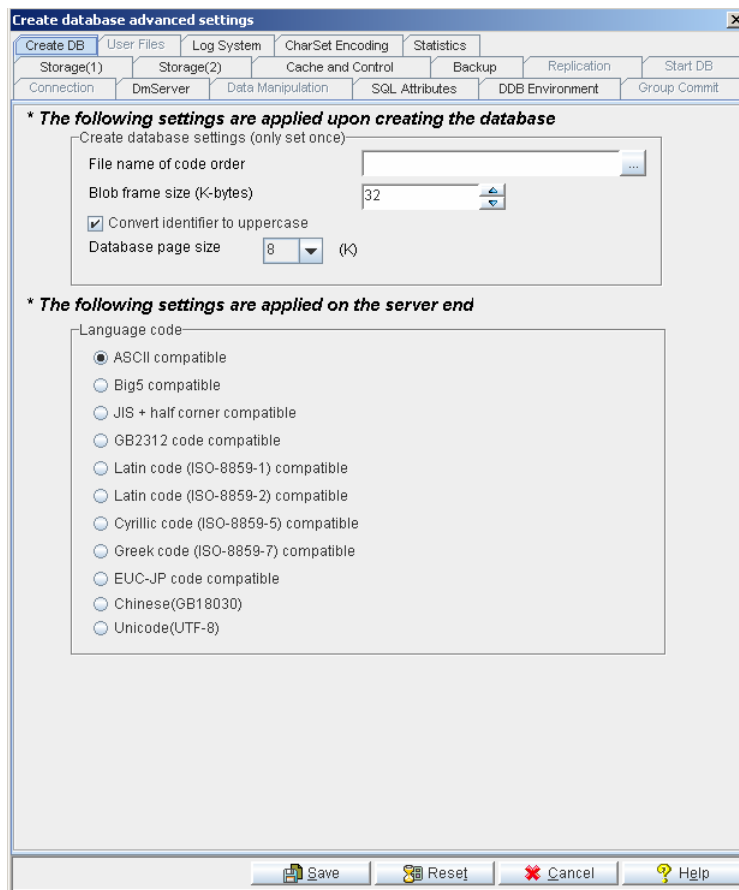 Create database advanced settings
Create DB User Files Log System CharSet Encoding Statistics
Storage(1) Storage(2) Cache and Control Backup Replication Start DB
Connection DmServer Data Manipulation SQL Attributes DDB Environment Group Commit
* The following settings are applied upon creating the database
Create database settings (only set once)
File name of code order ...
Blob frame size (K-bytes) 32
Convert identifier to uppercase
Database page size 8 (K)
* The following settings are applied on the server end
Language code
ASCII compatible
Big5 compatible
JIS + half corner compatible
GB2312 code compatible
Latin code (ISO-8859-1) compatible
Latin code (ISO-8859-2) compatible
Cyrillic code (ISO-8859-5) compatible
Greek code (ISO-8859-7) compatible
EUC-JP code compatible
Chinese(GB18030)
Unicode(UTF-8)
Save Reset Cancel Help